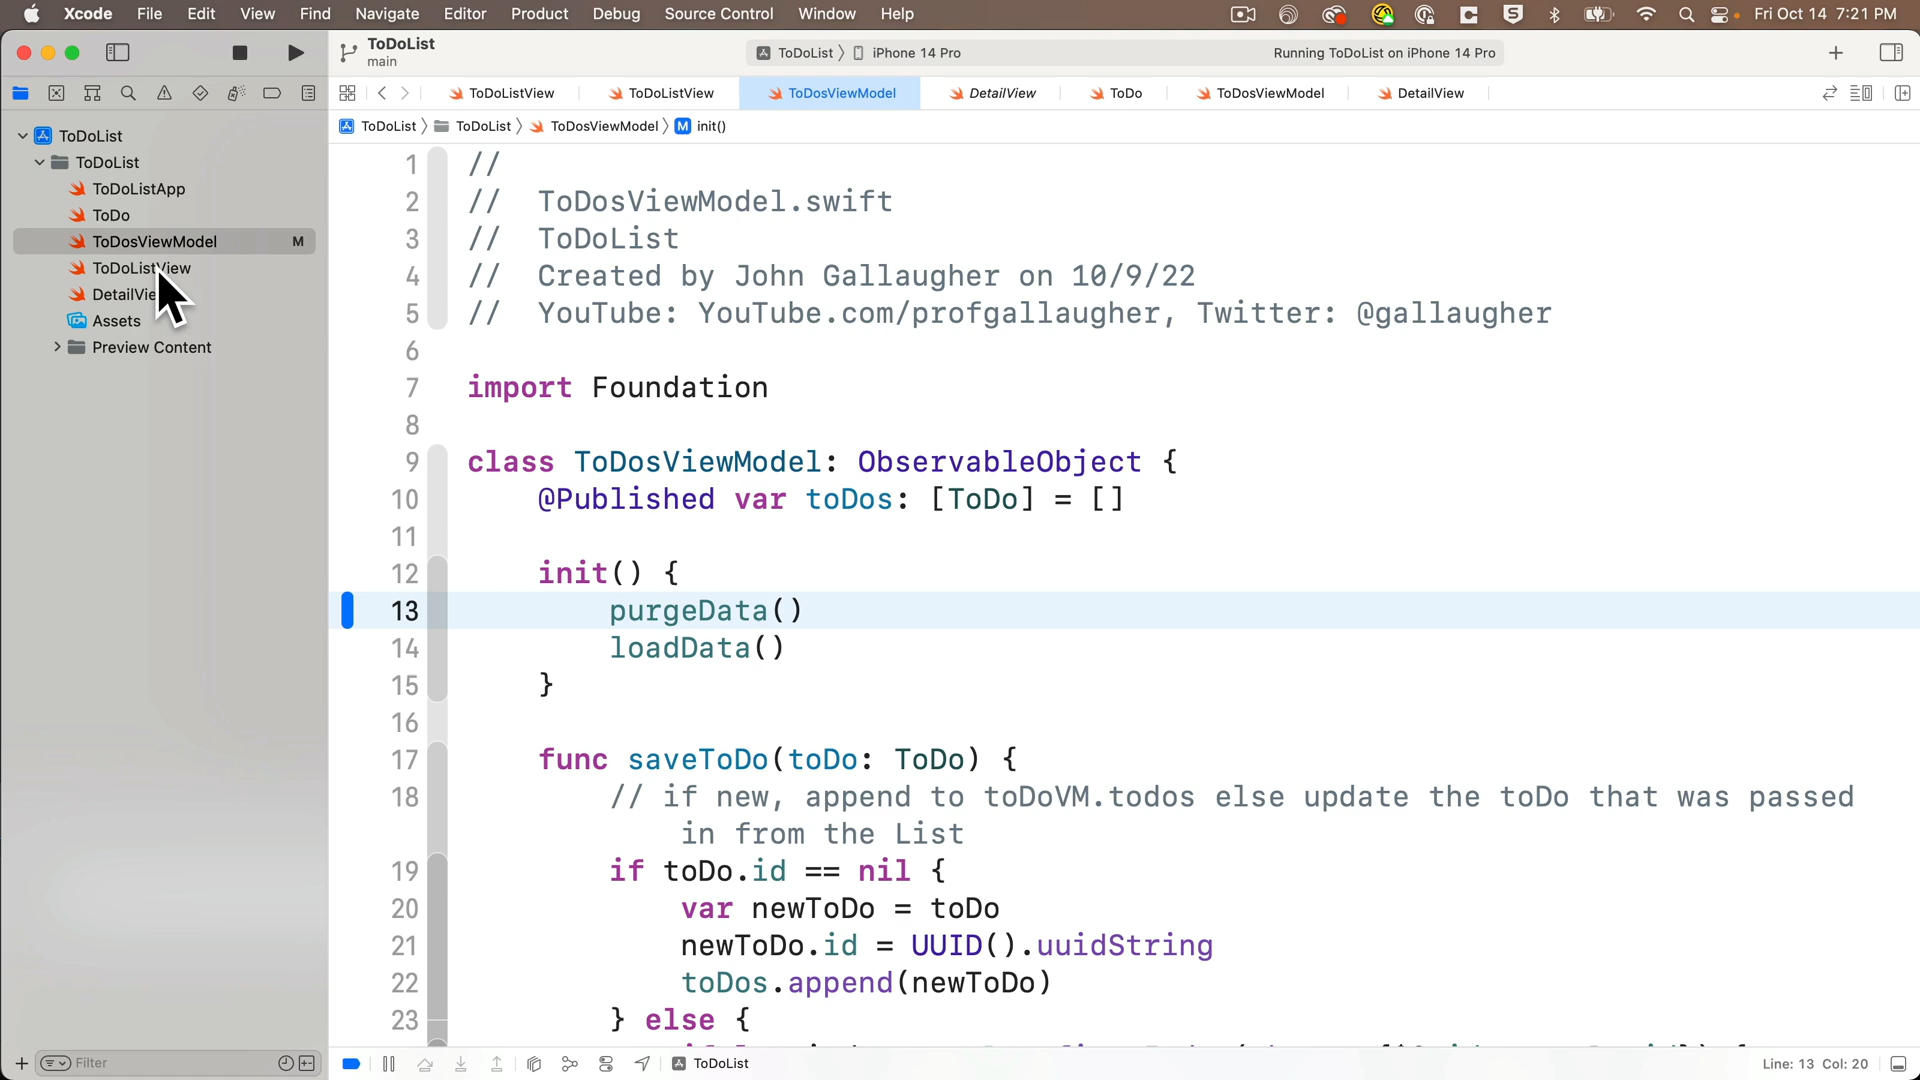 Xcode File Edit View Find Navigate Editor Product Debug Source Control Window Help Fri Oct 14 7:21 PM
ToDoList
main
ToDoList 〉 iPhone 14 Pro
Running ToDoList on iPhone 14 Pro
ToDoListView ToDoListView ToDosViewModel DetailView ToDo ToDosViewModel DetailView
ToDoList 〉 ToDoList 〉 ToDosViewModel 〉 M init()
ToDoList
ToDoList
ToDoListApp
ToDo
ToDosViewModel M
ToDoListView
Assets
Preview Content
1 //
2 // ToDosViewModel.swift
3 // ToDoList
4 // Created by John Gallaugher on 10/9/22
5 // YouTube: YouTube.com/profgallaugher, Twitter: @gallaugher
6
7 import Foundation
8
9 class ToDosViewModel: ObservableObject {
10 @Published var toDos: [ToDo] = []
11
12 init() {
13 purgeData()
14 loadData()
15 }
16
17 func saveToDo(toDo: ToDo) {
18 // if new, append to toDoVM.todos else update the toDo that was passed
in from the List
19 if toDo.id == nil {
20 var newToDo = toDo
21 newToDo.id = UUID().uuidString
22 toDos.append(newToDo)
23 } else {
Filter
ToDoList
Line: 13 Col: 20